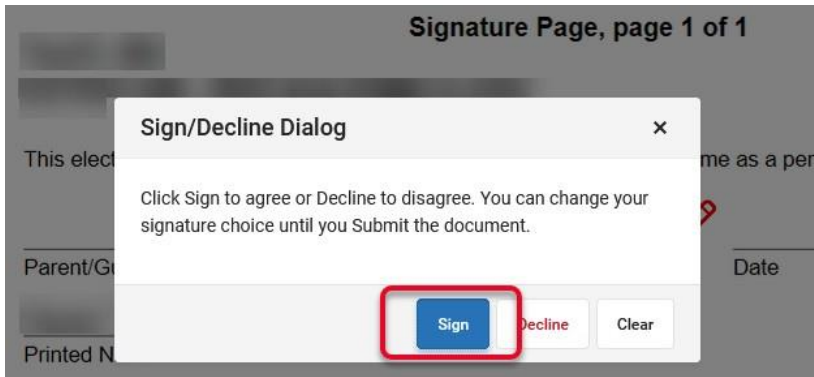 Signature Page, page 1 of 1
Sign/Decline Dialog ×
This elect me as a per
Click Sign to agree or Decline to disagree. You can change your
signature choice until you Submit the document.
Parent/Gu Date
Sign Decline Clear
Printed N